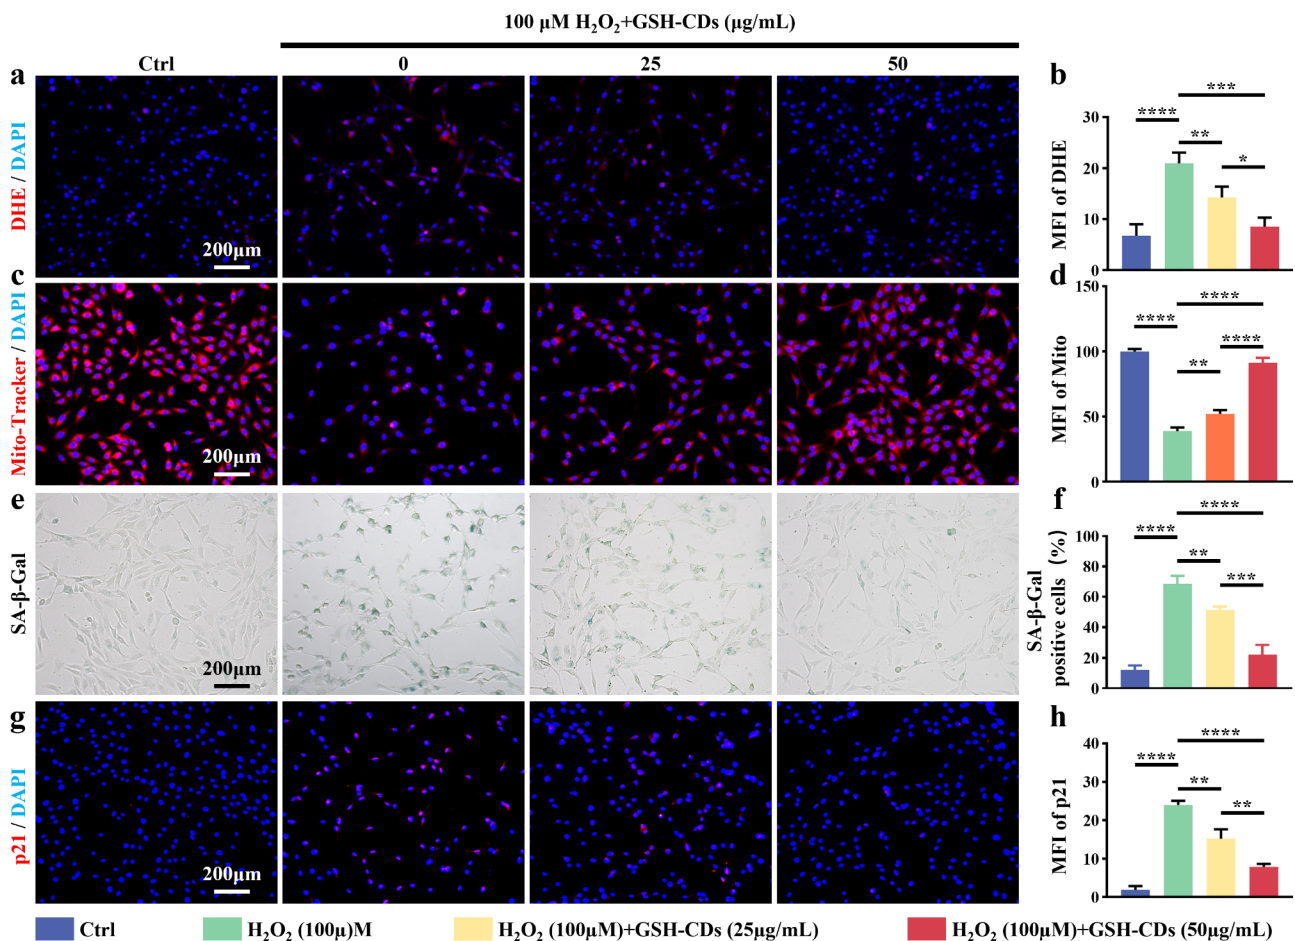 100 μM H₂O₂+GSH-CDs (μg/mL)
Ctrl 0 25 50
a
DHE / DAPI
200μm
b
MFI of DHE
30
20
10
0
**** *** ** *
c
Mito-Tracker / DAPI
200μm
d
MFI of Mito
150
100
50
0
**** **** ** ****
e
SA-β-Gal
200μm
f
SA-β-Gal
positive cells (%)
100
80
60
40
20
0
**** **** ** ***
g
p21 / DAPI
200μm
h
MFI of p21
40
30
20
10
0
**** **** ** **
Ctrl
H₂O₂ (100μ)M
H₂O₂ (100μM)+GSH-CDs (25μg/mL)
H₂O₂ (100μM)+GSH-CDs (50μg/mL)